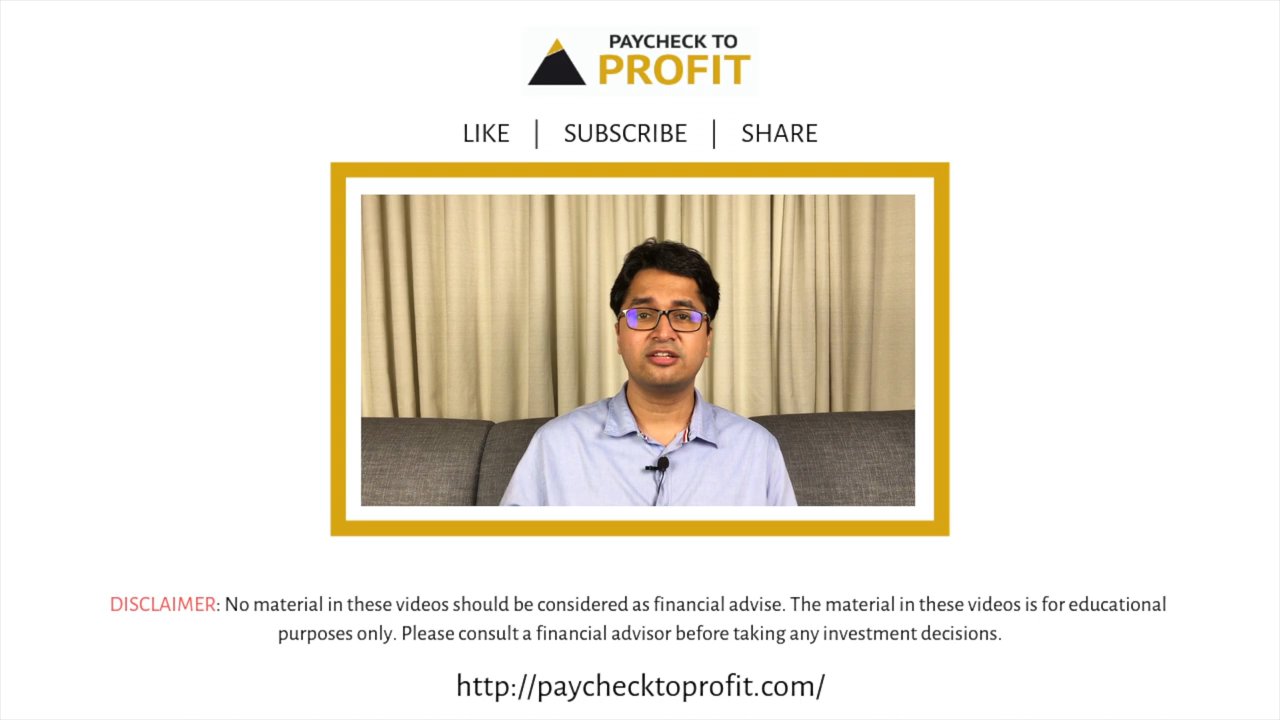 PAYCHECK TO
PROFIT
LIKE | SUBSCRIBE | SHARE
DISCLAIMER: No material in these videos should be considered as financial advise. The material in these videos is for educational
purposes only. Please consult a financial advisor before taking any investment decisions.
http://paychecktoprofit.com/